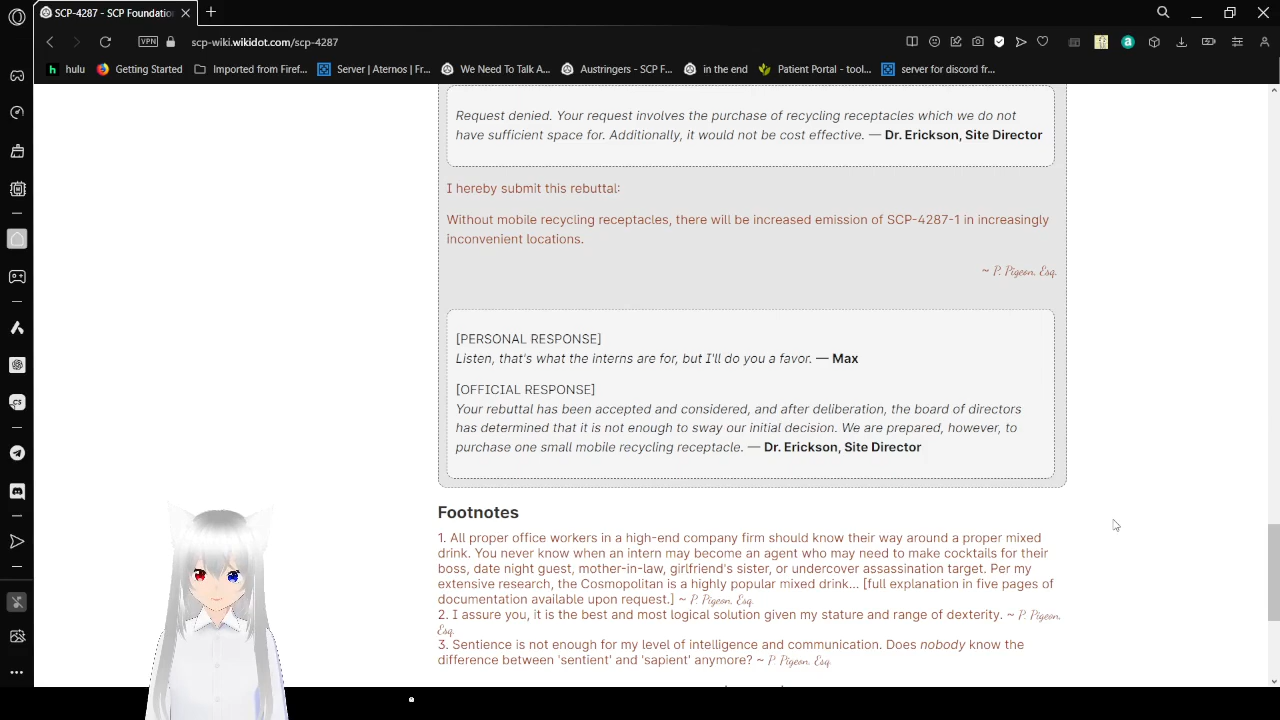 SCP-4287 - SCP Foundatio
VPN
scp-wiki.wikidot.com/scp-4287
a
h hulu
Getting Started
Imported from Firef...
Server | Aternos | Fr...
We Need To Talk A...
Austringers - SCP F...
in the end
Patient Portal - tool...
server for discord fr...
Request denied. Your request involves the purchase of recycling receptacles which we do not
have sufficient space for. Additionally, it would not be cost effective. — Dr. Erickson, Site Director
I hereby submit this rebuttal:
Without mobile recycling receptacles, there will be increased emission of SCP-4287-1 in increasingly
inconvenient locations.
~ P. Pigeon, Esq.
[PERSONAL RESPONSE]
Listen, that's what the interns are for, but I'll do you a favor. — Max
[OFFICIAL RESPONSE]
Your rebuttal has been accepted and considered, and after deliberation, the board of directors
has determined that it is not enough to sway our initial decision. We are prepared, however, to
purchase one small mobile recycling receptacle. — Dr. Erickson, Site Director
Footnotes
1. All proper office workers in a high-end company firm should know their way around a proper mixed
drink. You never know when an intern may become an agent who may need to make cocktails for their
boss, date night guest, mother-in-law, girlfriend's sister, or undercover assassination target. Per my
extensive research, the Cosmopolitan is a highly popular mixed drink... [full explanation in five pages of
documentation available upon request.] ~ P. Pigeon, Esq.
2. I assure you, it is the best and most logical solution given my stature and range of dexterity. ~ P. Pigeon,
Esq.
3. Sentience is not enough for my level of intelligence and communication. Does nobody know the
difference between 'sentient' and 'sapient' anymore? ~ P. Pigeon, Esq.